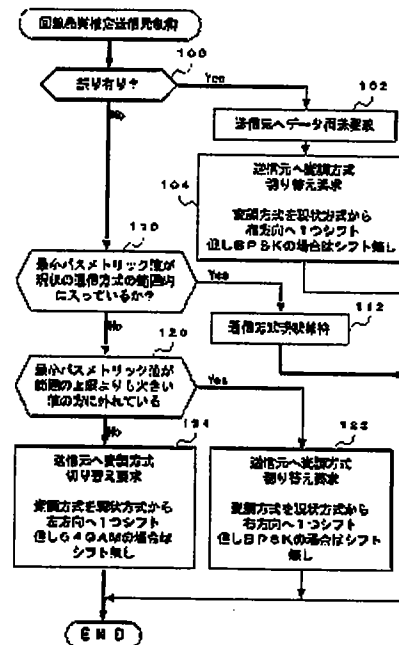 100
誤り有り?
Yes
No
102
送信元へデータ再送要求
104
送信元へ変調方式
切り替え要求
変調方式を現状方式から
右方向へ1つシフト
但しBPSKの場合はシフト無し
110
最小パスメトリック値が
現状の通信方式の範囲内
に入っているか?
Yes
No
112
通信方式現状維持
120
最小パスメトリック値が
範囲の上限よりも大きい
値の方に外れている
Yes
No
124
送信元へ変調方式
切り替え要求
変調方式を現状方式から
左方向へ1つシフト
但し64QAMの場合は
シフト無し
122
送信元へ変調方式
切り替え要求
変調方式を現状方式から
右方向へ1つシフト
但しBPSKの場合はシフト
無し
END